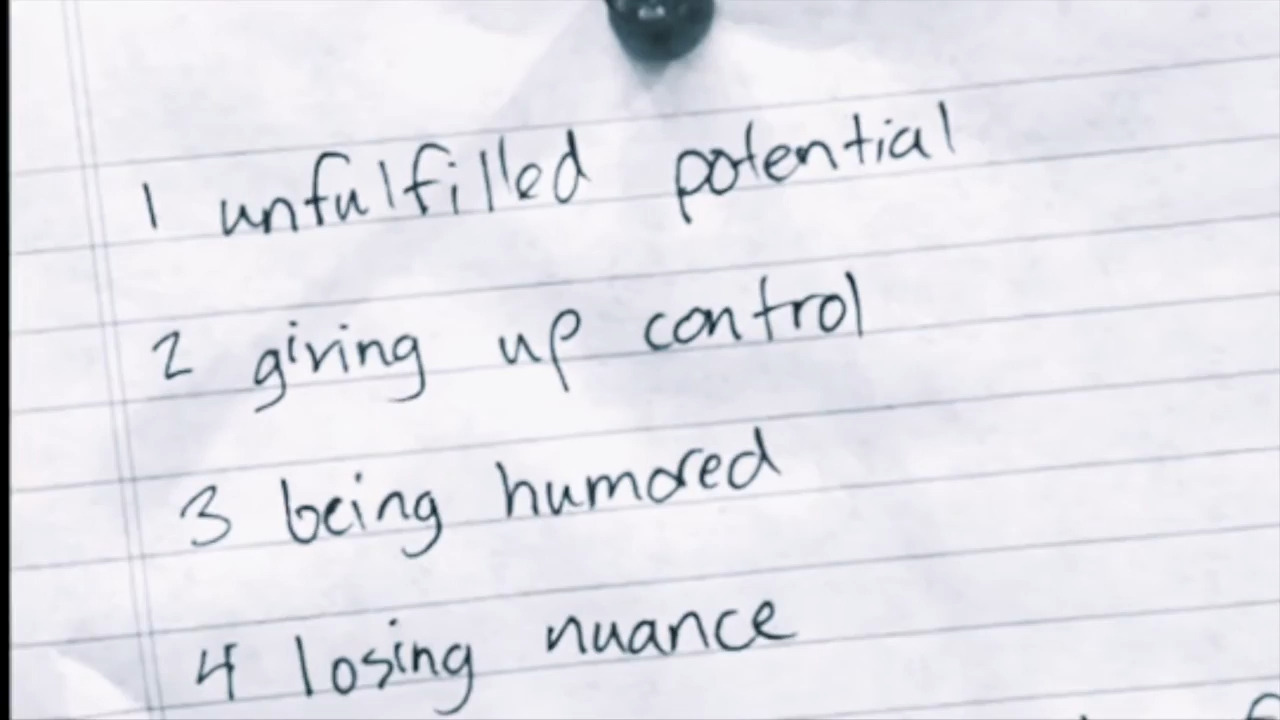 1 unfulfilled potential
2 giving up control
3 being humored
4 losing nuance